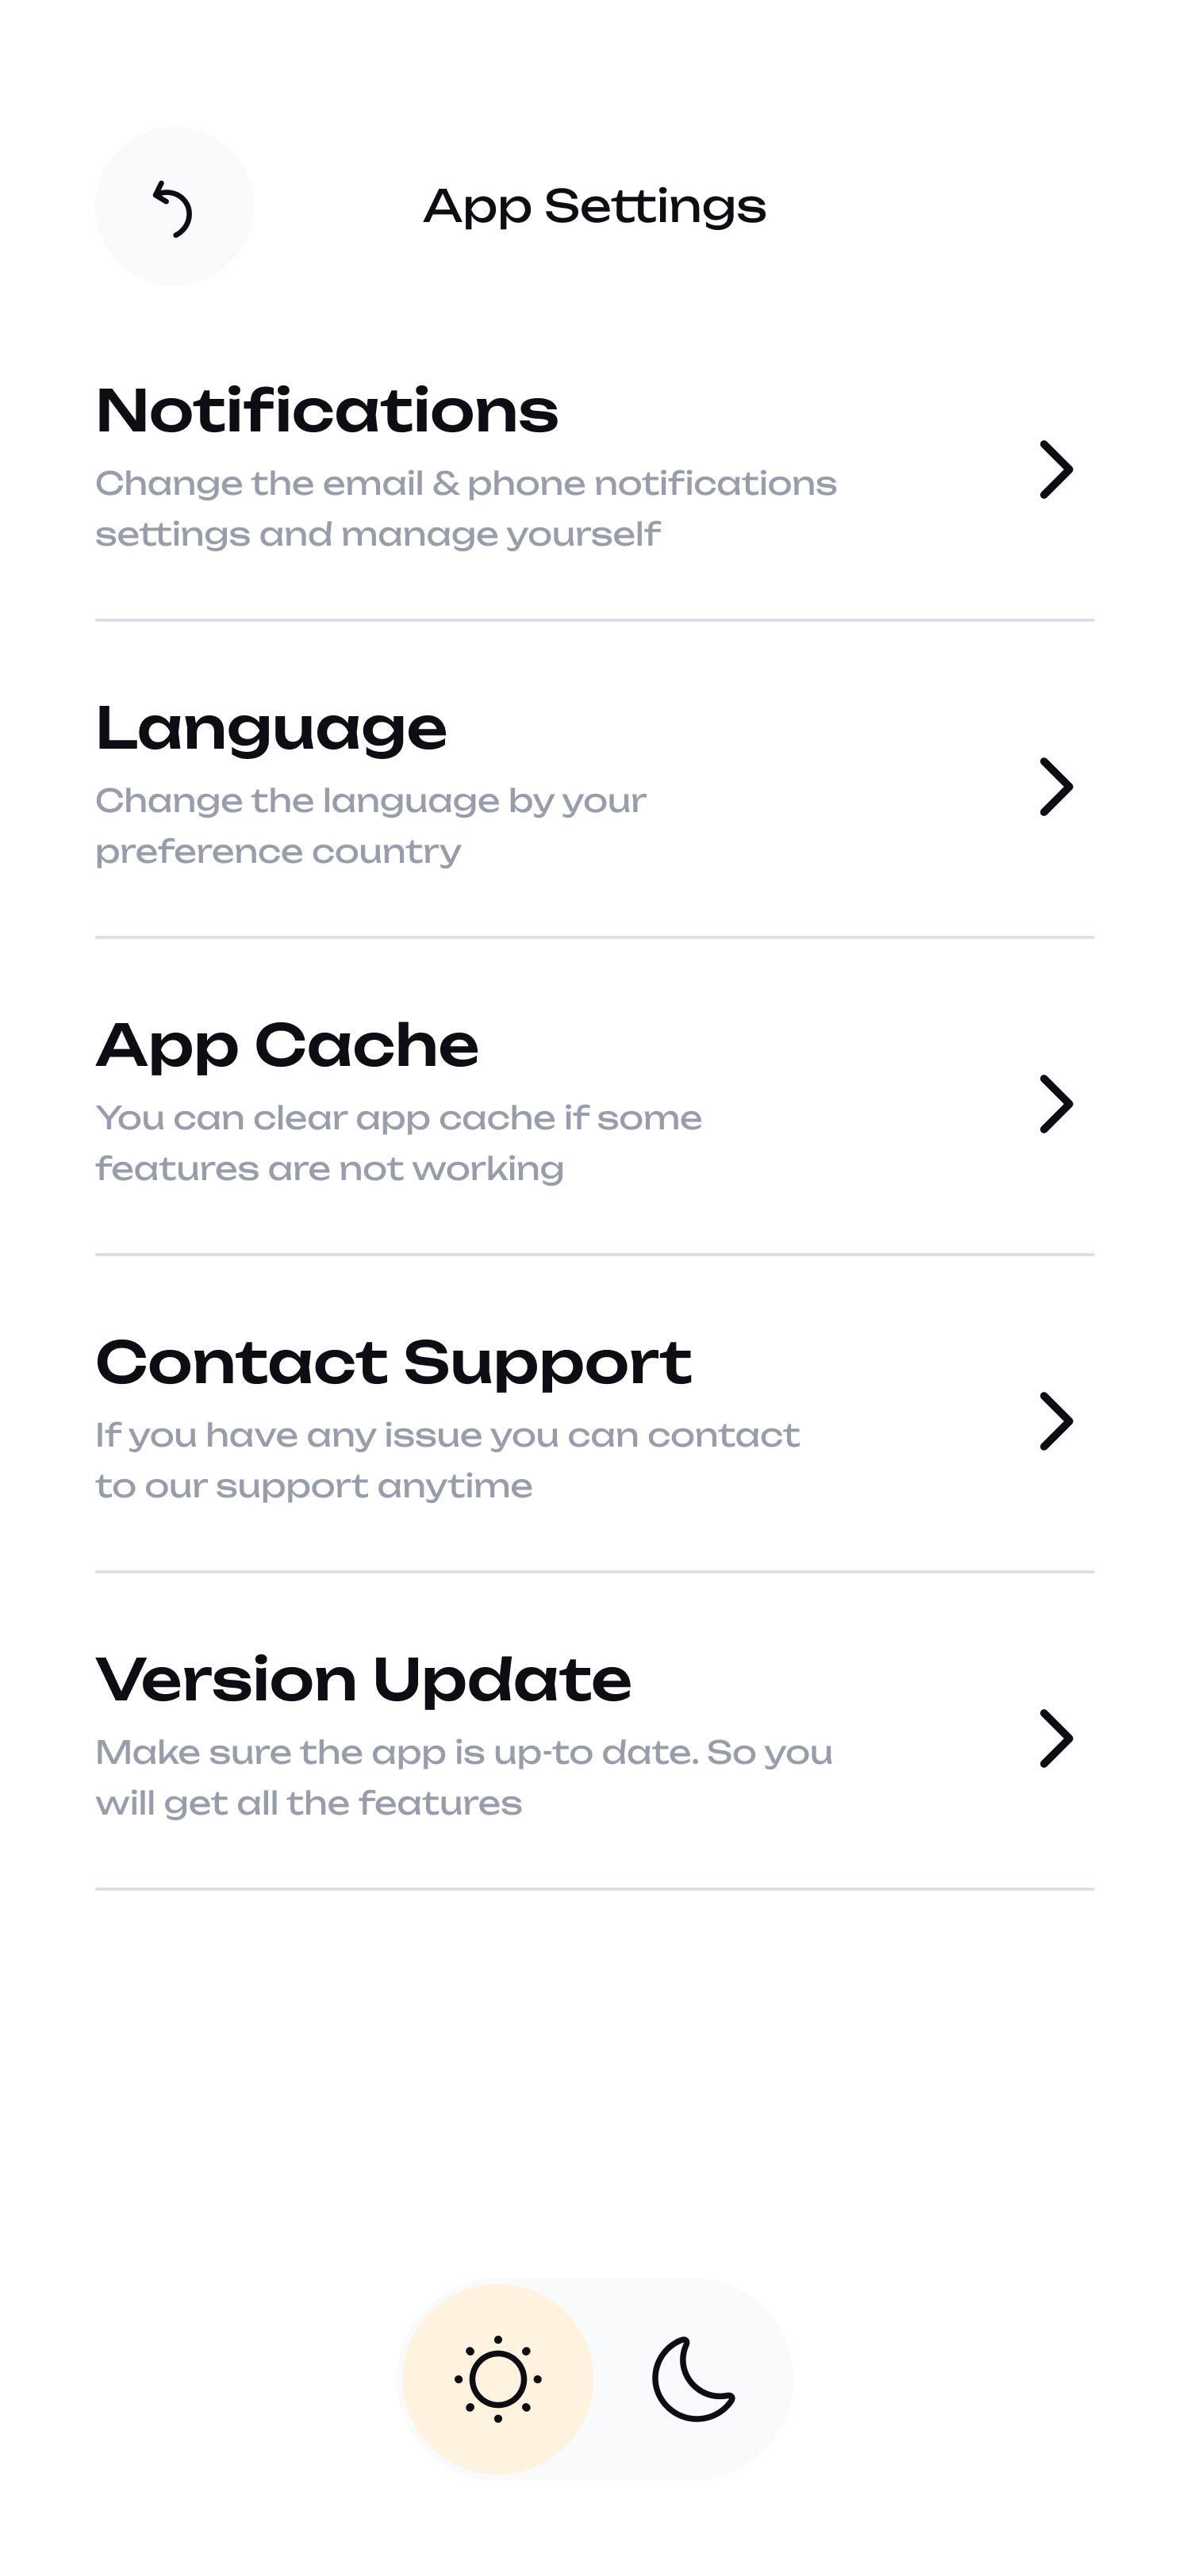 App Settings
Notifications
Change the email & phone notifications
settings and manage yourself
Language
Change the language by your
preference country
App Cache
You can clear app cache if some
features are not working
Contact Support
If you have any issue you can contact
to our support anytime
Version Update
Make sure the app is up-to date. So you
will get all the features